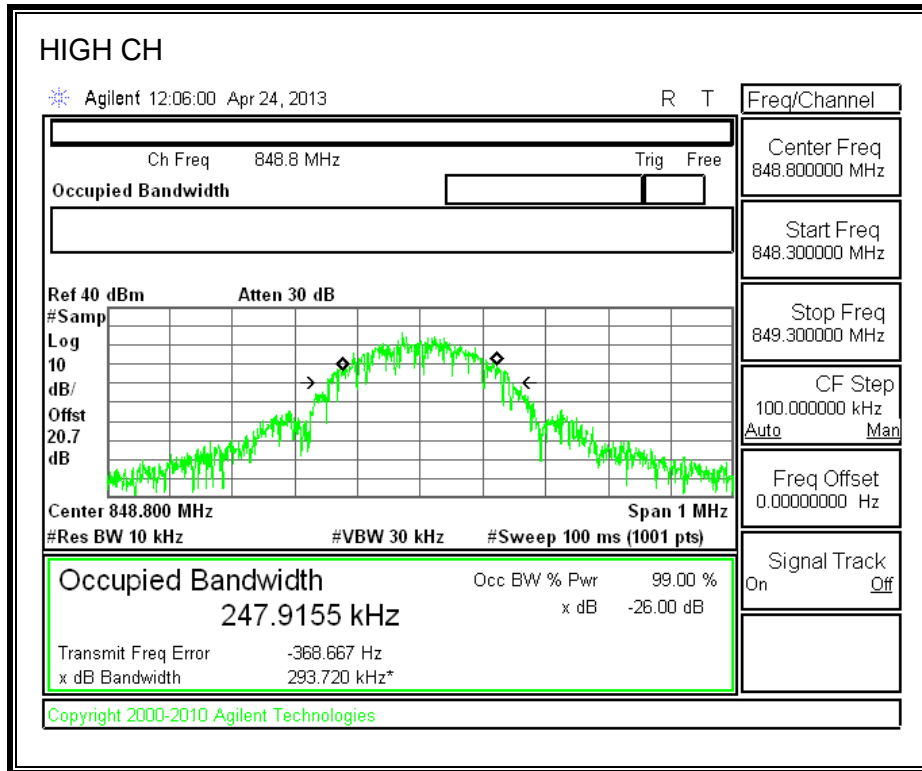 HIGH CH
Agilent 12:06:00 Apr 24, 2013 R T
Freq/Channel
Ch Freq 848.8 MHz Trig Free
Occupied Bandwidth
Center Freq
848.800000 MHz
Start Freq
848.300000 MHz
Stop Freq
849.300000 MHz
CF Step
100.000000 kHz
Auto Man
Freq Offset
0.00000000 Hz
Signal Track
On Off
Ref 40 dBm Atten 30 dB
#Samp
Log
10
dB/
Offst
20.7
dB
Center 848.800 MHz Span 1 MHz
#Res BW 10 kHz #VBW 30 kHz #Sweep 100 ms (1001 pts)
Occupied Bandwidth Occ BW % Pwr 99.00 %
247.9155 kHz x dB -26.00 dB
Transmit Freq Error -368.667 Hz
x dB Bandwidth 293.720 kHz*
Copyright 2000-2010 Agilent Technologies